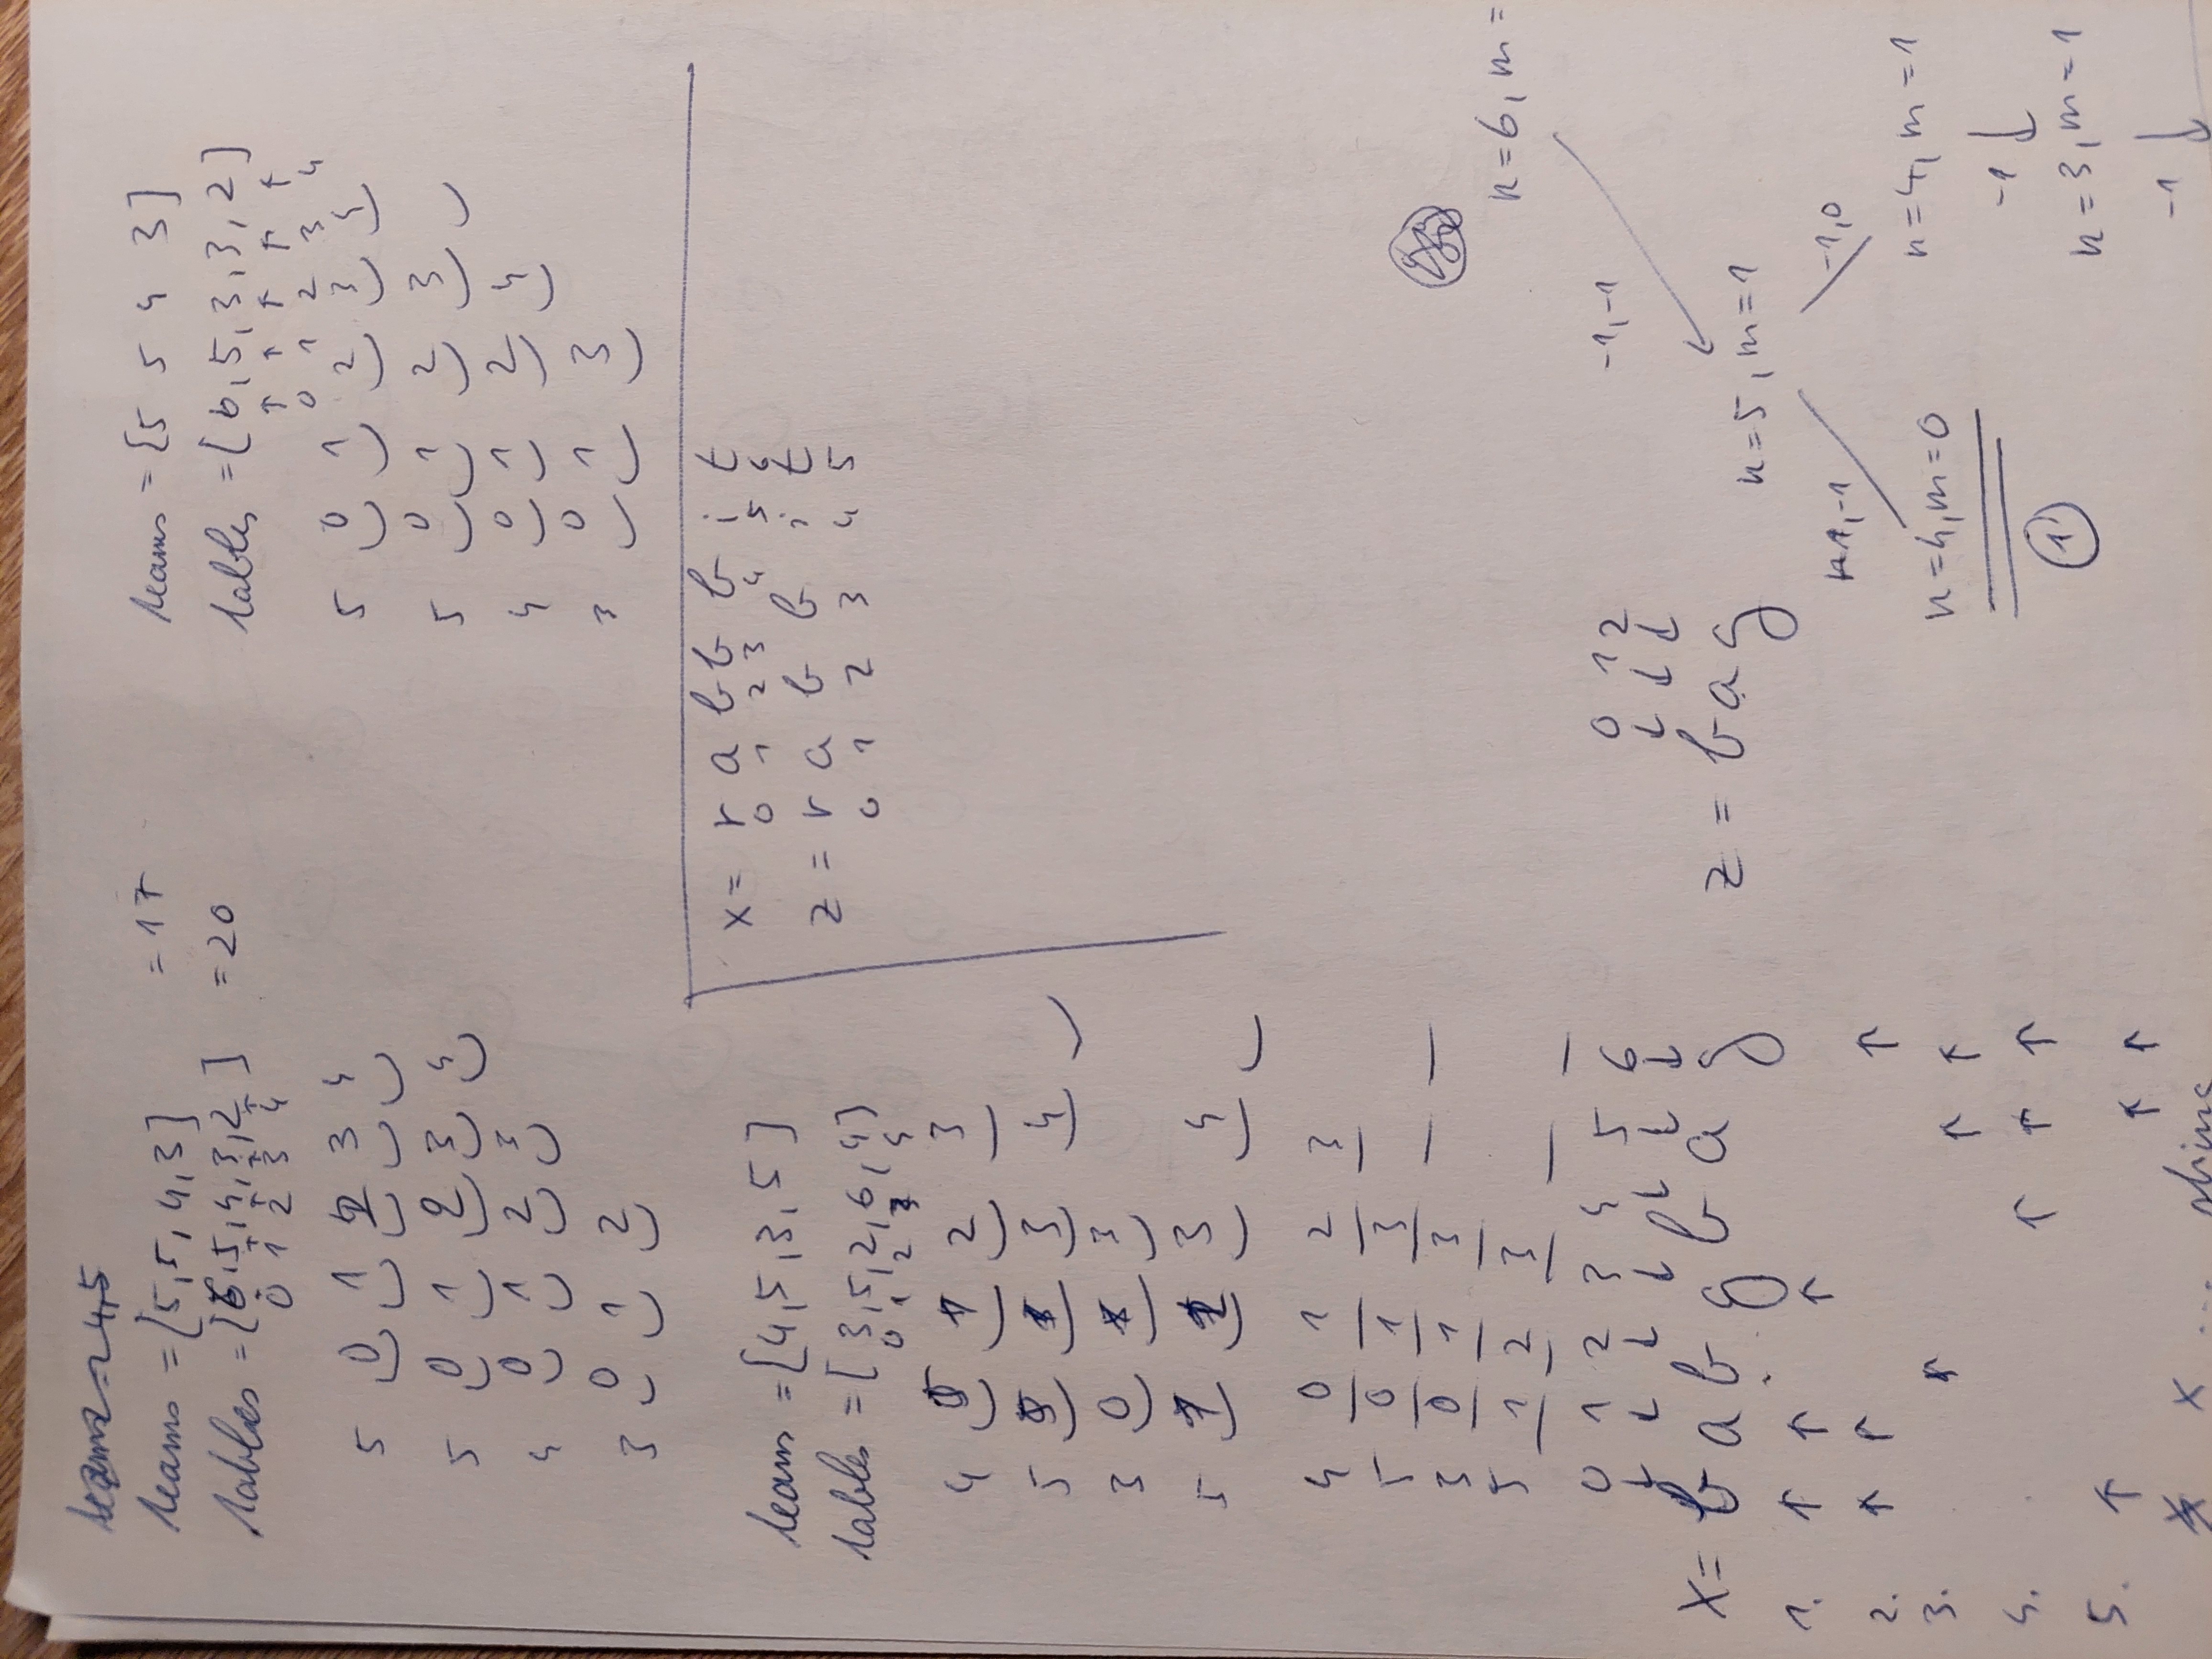 teams = [5,5,4,3] = 17
tables = [6,5,4,3,2] = 20
0 1 2 3 4
5 0 1 2 3 4
5 0 1 2 3 4
4 0 1 2 3
3 0 1 2
teams = [5 5 4 3]
tables = [6,5,3,3,2]
↑ ↑ ↑ ↑ ↑
0 1 2 3 4
5 0 1 2 3 4
5 0 1 2 3
4 0 1 2 4
3 0 1 3
x = r a b b b i t
0 1 2 3 4 5 6
z = r a b b i t
0 1 2 3 4 5
teams = [4,5,3,5]
tables = [3,5,2,6,4]
0 1 2 3 4
4 0 1 2 3
5 0 1 3 4
3 0 1 3
5 1 2 3 4
4 0 1 2 3
5 0 1 3
3 0 1 3
5 1 2 3
0 1 2 3 4 5 6
↓ ↓ ↓ ↓ ↓ ↓ ↓
x = b a b g b a g
1. ↑ ↑ ↑
2. ↑ ↑ ↑
3. ↑ ↑ ↑
4. ↑ ↑ ↑
5. ↑ ↑ ↑
x ...
0 1 2
↓ ↓ ↓
z = b a g
n=6, m=
-1,-1
n=5, m=1
-1,-1 -1,0
n=4, m=0 n=4, m=1
1 -1
n=3, m=1
-1